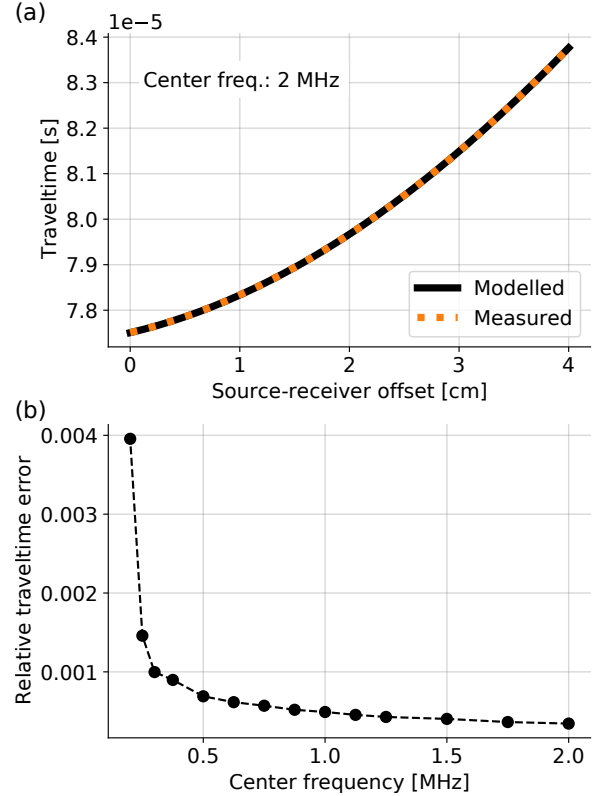 (a)
1e−5
8.4
8.3
8.2
8.1
8.0
7.9
7.8
Traveltime [s]
Center freq.: 2 MHz
Modelled
Measured
0 1 2 3 4
Source-receiver offset [cm]
(b)
0.004
0.003
0.002
0.001
Relative traveltime error
0.5 1.0 1.5 2.0
Center frequency [MHz]